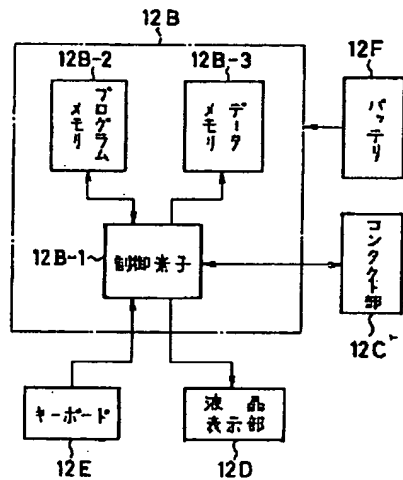 12B
12B-2
12B-3
12F
プログラム
メモリ
データ
メモリ
バッテリ
12B-1
制御素子
コンタクト部
12C
キーボード
液晶
表示部
12E
12D